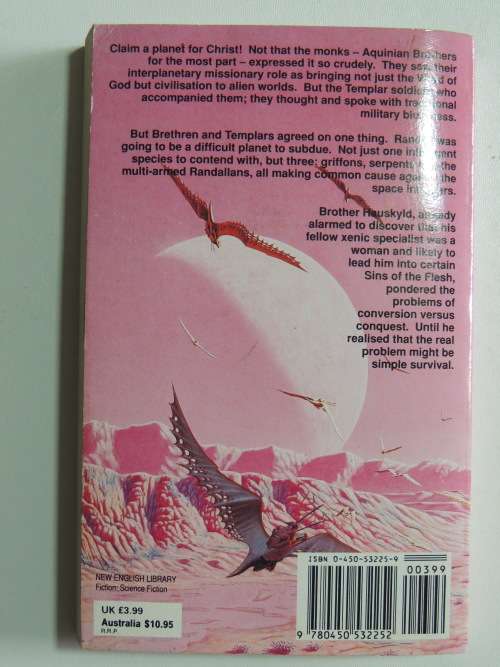 Claim a planet for Christ! Not that the monks – Aquinian Brothers
for the most part – expressed it so crudely. They say their
interplanetary missionary role as bringing not just the Word of
God but civilisation to alien worlds. But the Templar soldiers who
accompanied them; they thought and spoke with traditional
military bluntness.
But Brethren and Templars agreed on one thing. Randall was
going to be a difficult planet to subdue. Not just one intelligent
species to contend with, but three: griffons, serpents and the
multi-armed Randallans, all making common cause against the
space invaders.
Brother Hauskyld, already
alarmed to discover that his
fellow xenic specialist was a
woman and likely to
lead him into certain
Sins of the Flesh,
pondered the
problems of
conversion versus
conquest. Until he
realised that the real
problem might be
simple survival.
NEW ENGLISH LIBRARY
Fiction: Science Fiction
UK £3.99
Australia $10.95
R.R.P.
ISBN 0-450-53225-9
00399
9 780450 532252